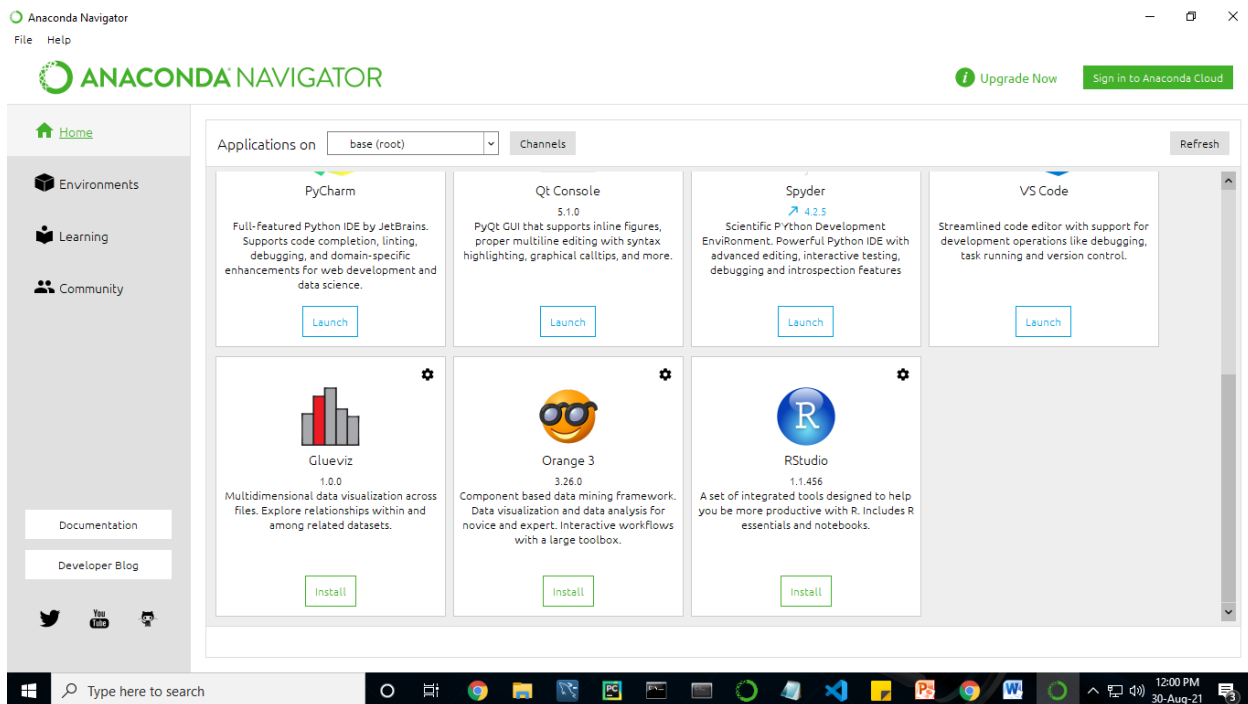 Anaconda Navigator
File Help
ANACONDA NAVIGATOR
Upgrade Now
Sign in to Anaconda Cloud
Home
Environments
Learning
Community
Documentation
Developer Blog
You
Tube
Applications on base (root) Channels Refresh
PyCharm
Full-featured Python IDE by JetBrains.
Supports code completion, linting,
debugging, and domain-specific
enhancements for web development and
data science.
Launch
Qt Console
5.1.0
PyQt GUI that supports inline figures,
proper multiline editing with syntax
highlighting, graphical calltips, and more.
Launch
Spyder
4.2.5
Scientific PYthon Development
EnviRonment. Powerful Python IDE with
advanced editing, interactive testing,
debugging and introspection features
Launch
VS Code
Streamlined code editor with support for
development operations like debugging,
task running and version control.
Launch
Glueviz
1.0.0
Multidimensional data visualization across
files. Explore relationships within and
among related datasets.
Install
Orange 3
3.26.0
Component based data mining framework.
Data visualization and data analysis for
novice and expert. Interactive workflows
with a large toolbox.
Install
R
RStudio
1.1.456
A set of integrated tools designed to help
you be more productive with R. Includes R
essentials and notebooks.
Install
Type here to search
PC
W
12:00 PM
30-Aug-21
3